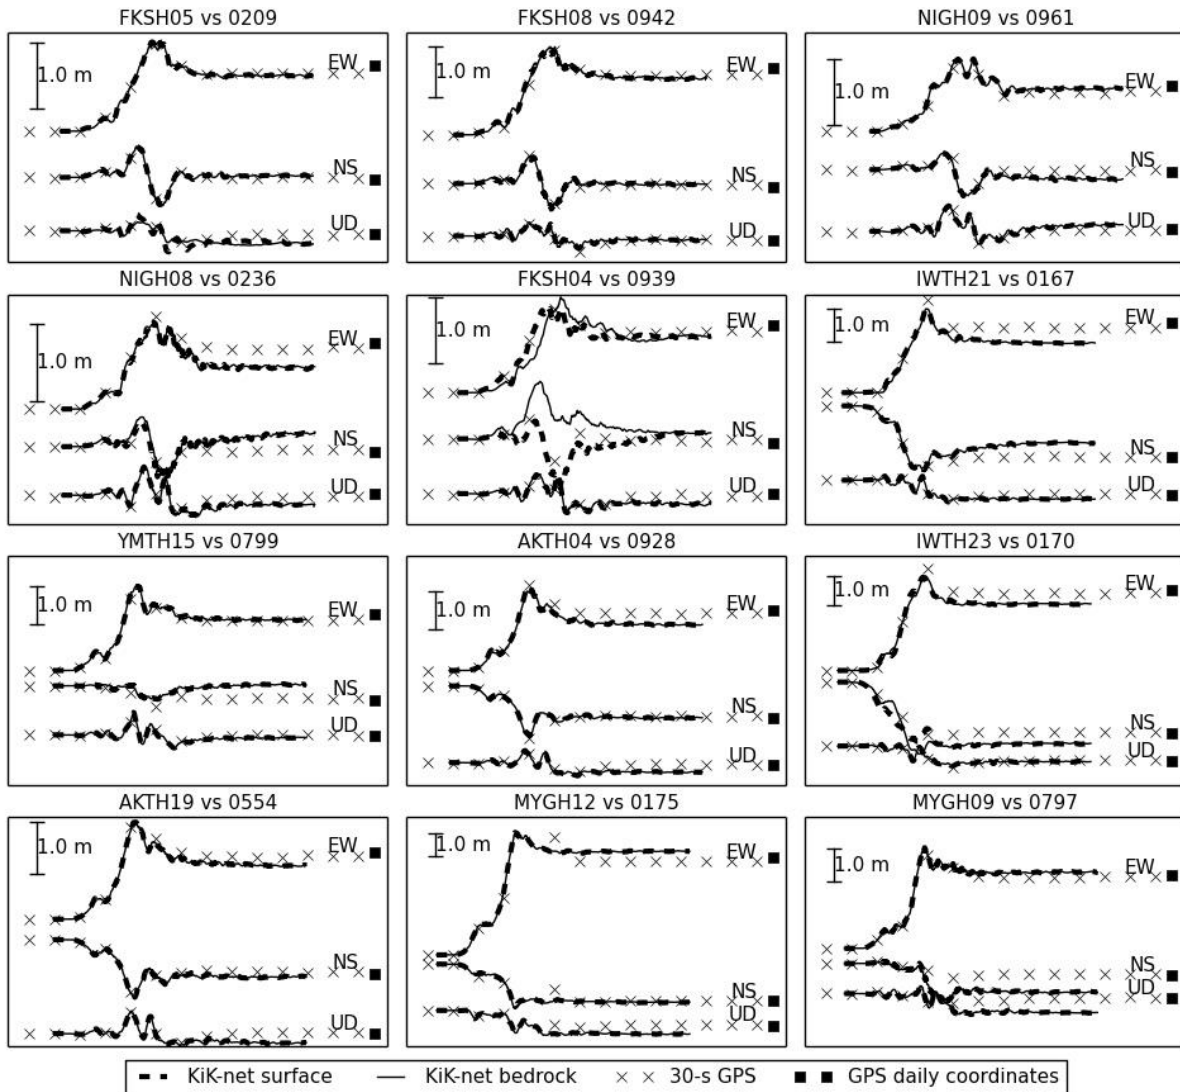 FKSH05 vs 0209
FKSH08 vs 0942
NIGH09 vs 0961
1.0 m
EW
NS
UD
1.0 m
EW
NS
UD
1.0 m
EW
NS
UD
NIGH08 vs 0236
FKSH04 vs 0939
IWTH21 vs 0167
1.0 m
EW
NS
UD
1.0 m
EW
NS
UD
1.0 m
EW
NS
UD
YMTH15 vs 0799
AKTH04 vs 0928
IWTH23 vs 0170
1.0 m
EW
NS
UD
1.0 m
EW
NS
UD
1.0 m
EW
NS
UD
AKTH19 vs 0554
MYGH12 vs 0175
MYGH09 vs 0797
1.0 m
EW
NS
UD
1.0 m
EW
NS
UD
1.0 m
EW
NS
UD
KiK-net surface
KiK-net bedrock
30-s GPS
GPS daily coordinates